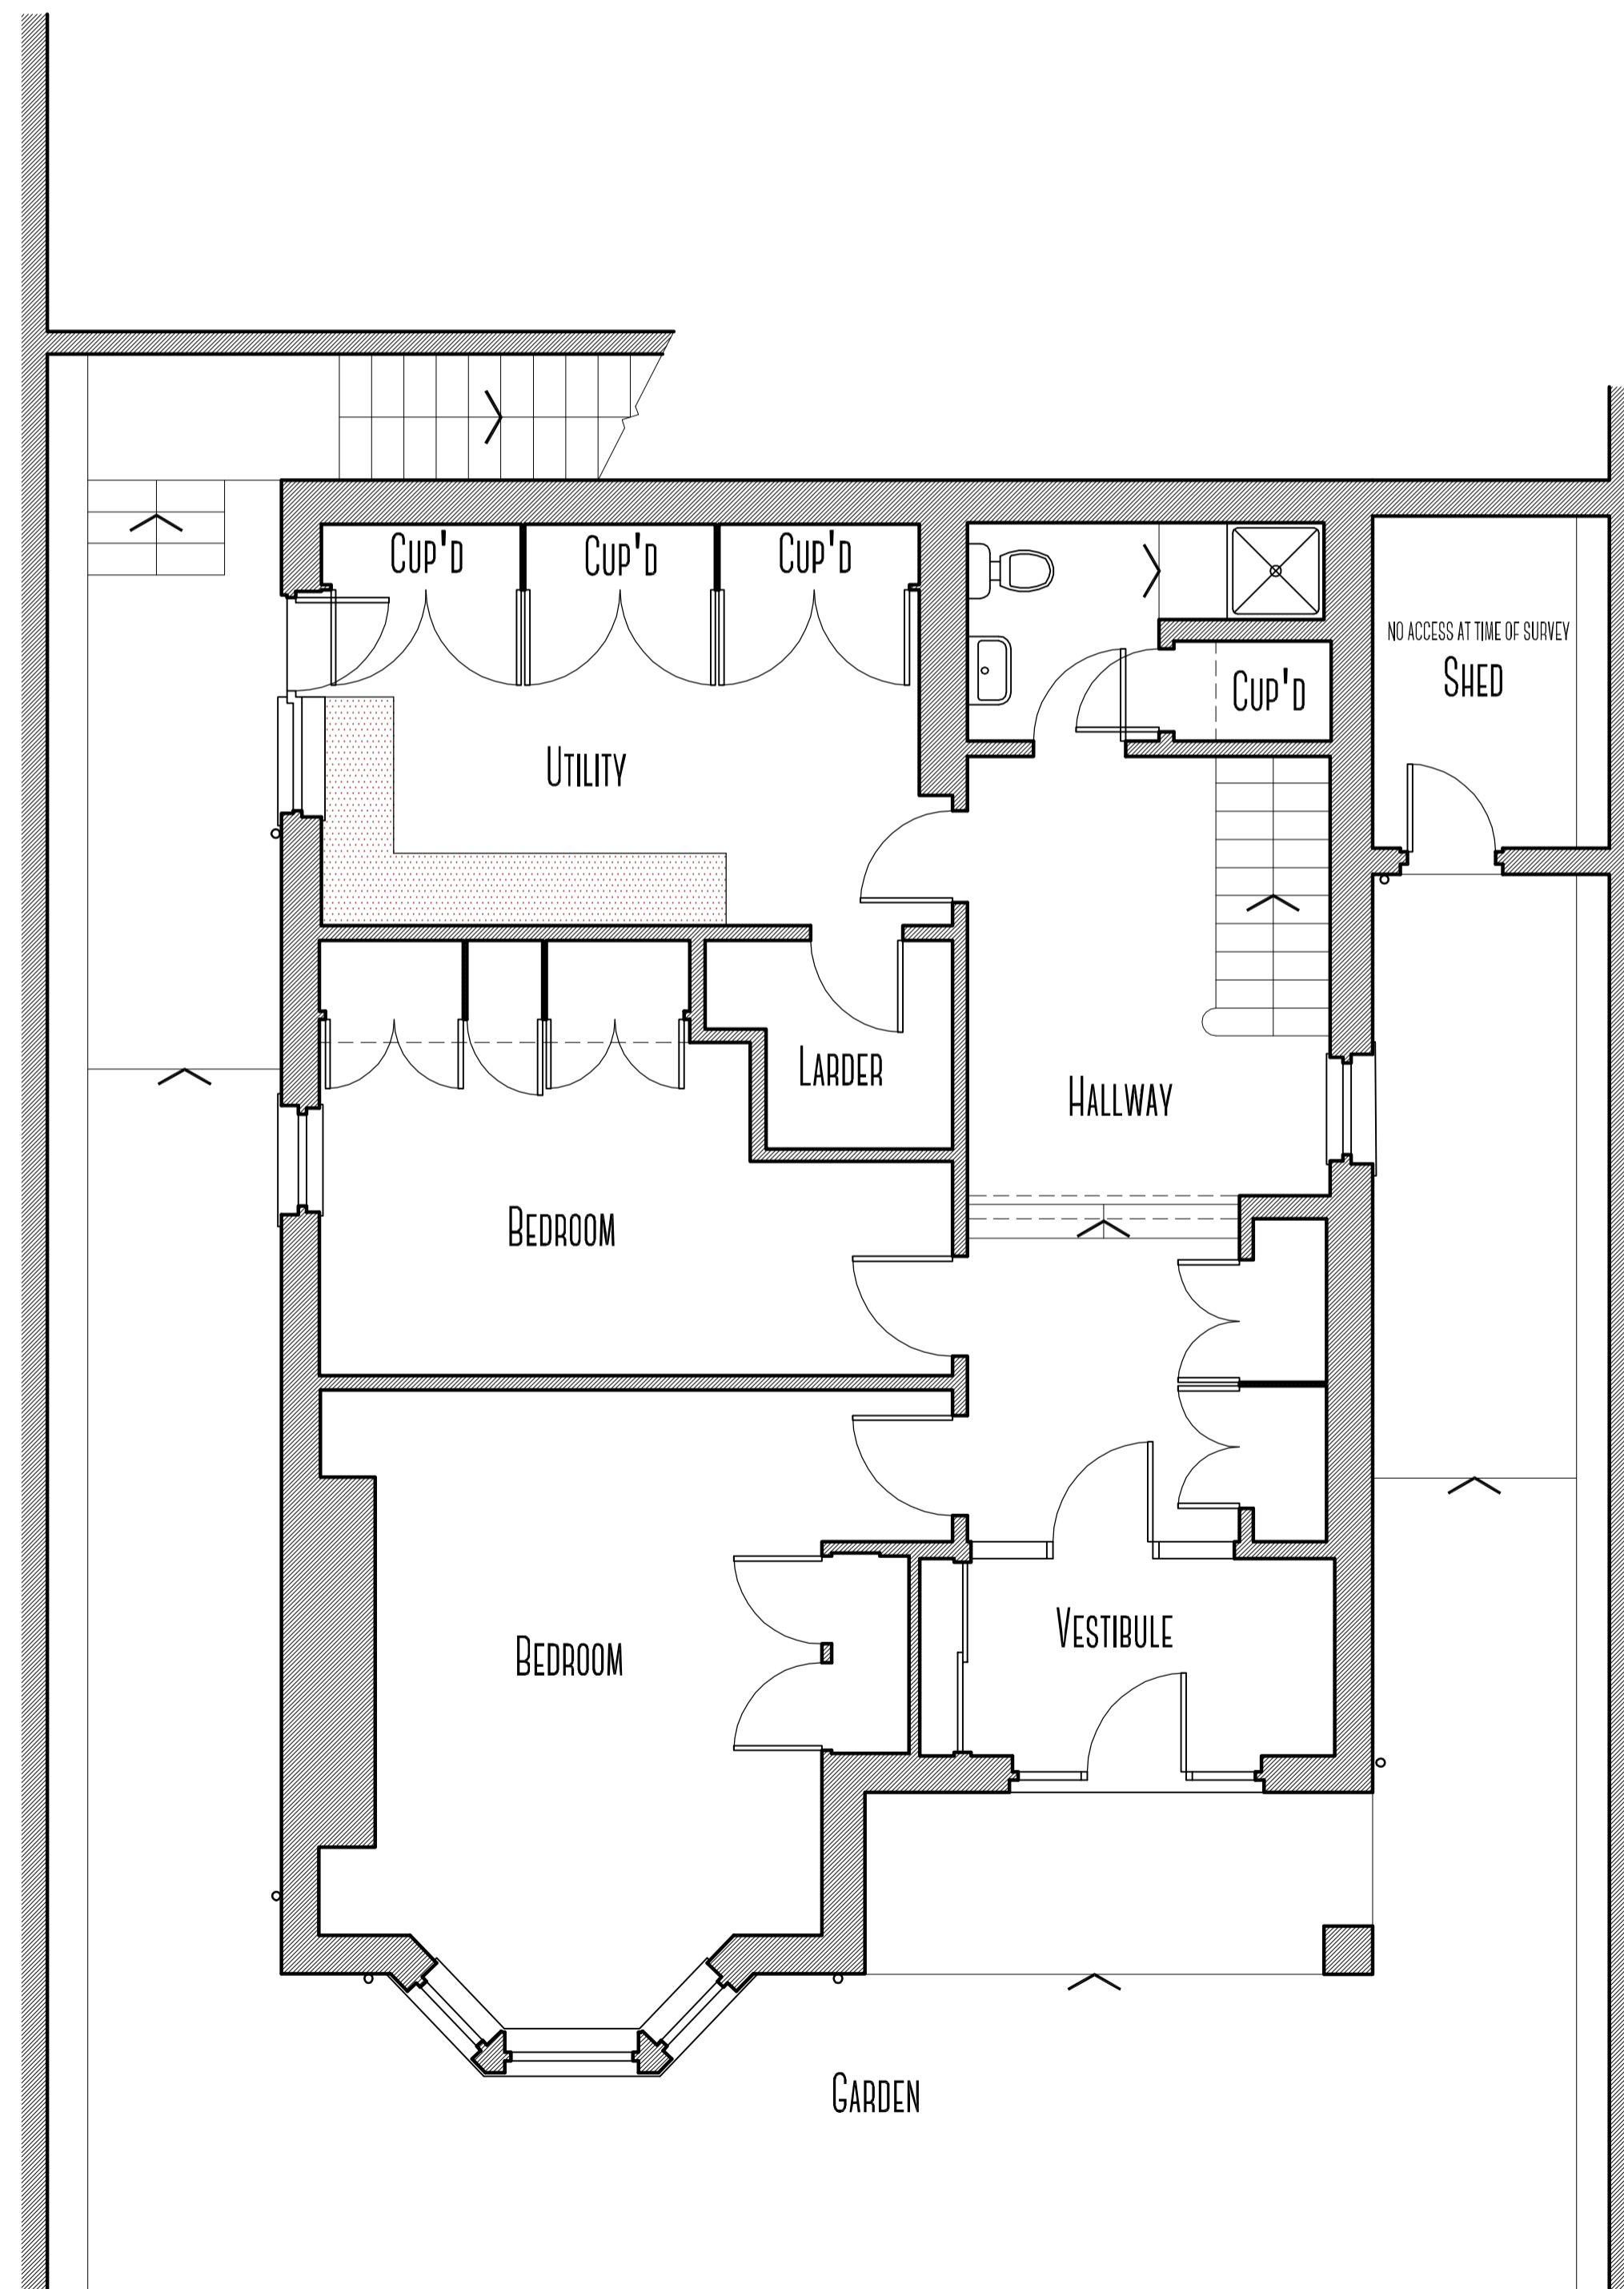 Cup'd
Cup'd
Cup'd
NO ACCESS AT TIME OF SURVEY
Shed
Cup'd
Utility
Larder
Hallway
Bedroom
Vestibule
Bedroom
Garden